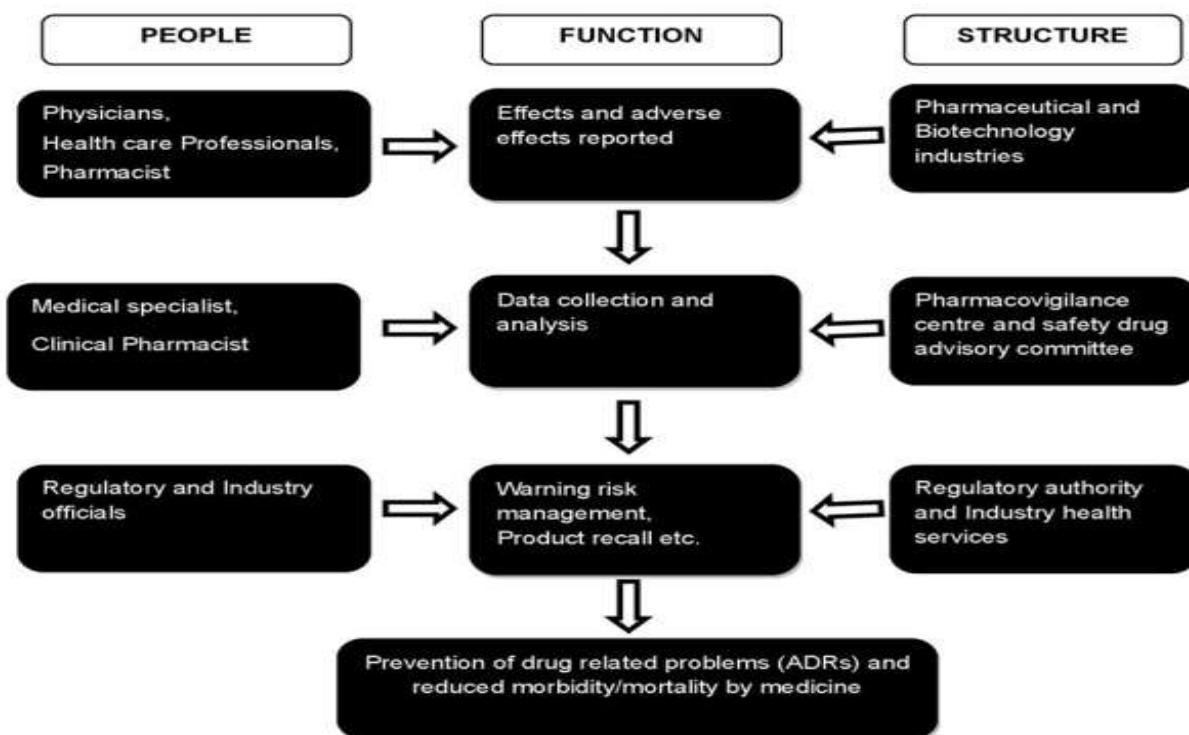 PEOPLE
FUNCTION
STRUCTURE
Physicians,
Health care Professionals,
Pharmacist
Effects and adverse
effects reported
Pharmaceutical and
Biotechnology
industries
Medical specialist,
Clinical Pharmacist
Data collection and
analysis
Pharmacovigilance
centre and safety drug
advisory committee
Regulatory and Industry
officials
Warning risk
management,
Product recall etc.
Regulatory authority
and Industry health
services
Prevention of drug related problems (ADRs) and
reduced morbidity/mortality by medicine